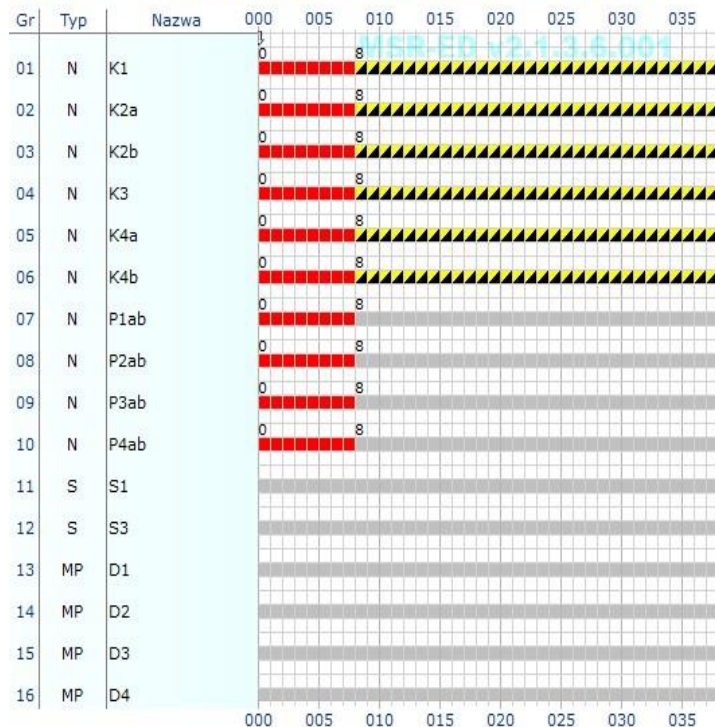 Gr Typ Nazwa 000 005 010 015 020 025 030 035
MSR-ED v2.1.3.6.001
0 8
01 N K1
0 8
02 N K2a
0 8
03 N K2b
0 8
04 N K3
0 8
05 N K4a
0 8
06 N K4b
0 8
07 N P1ab
0 8
08 N P2ab
0 8
09 N P3ab
0 8
10 N P4ab
11 S S1
12 S S3
13 MP D1
14 MP D2
15 MP D3
16 MP D4
000 005 010 015 020 025 030 035